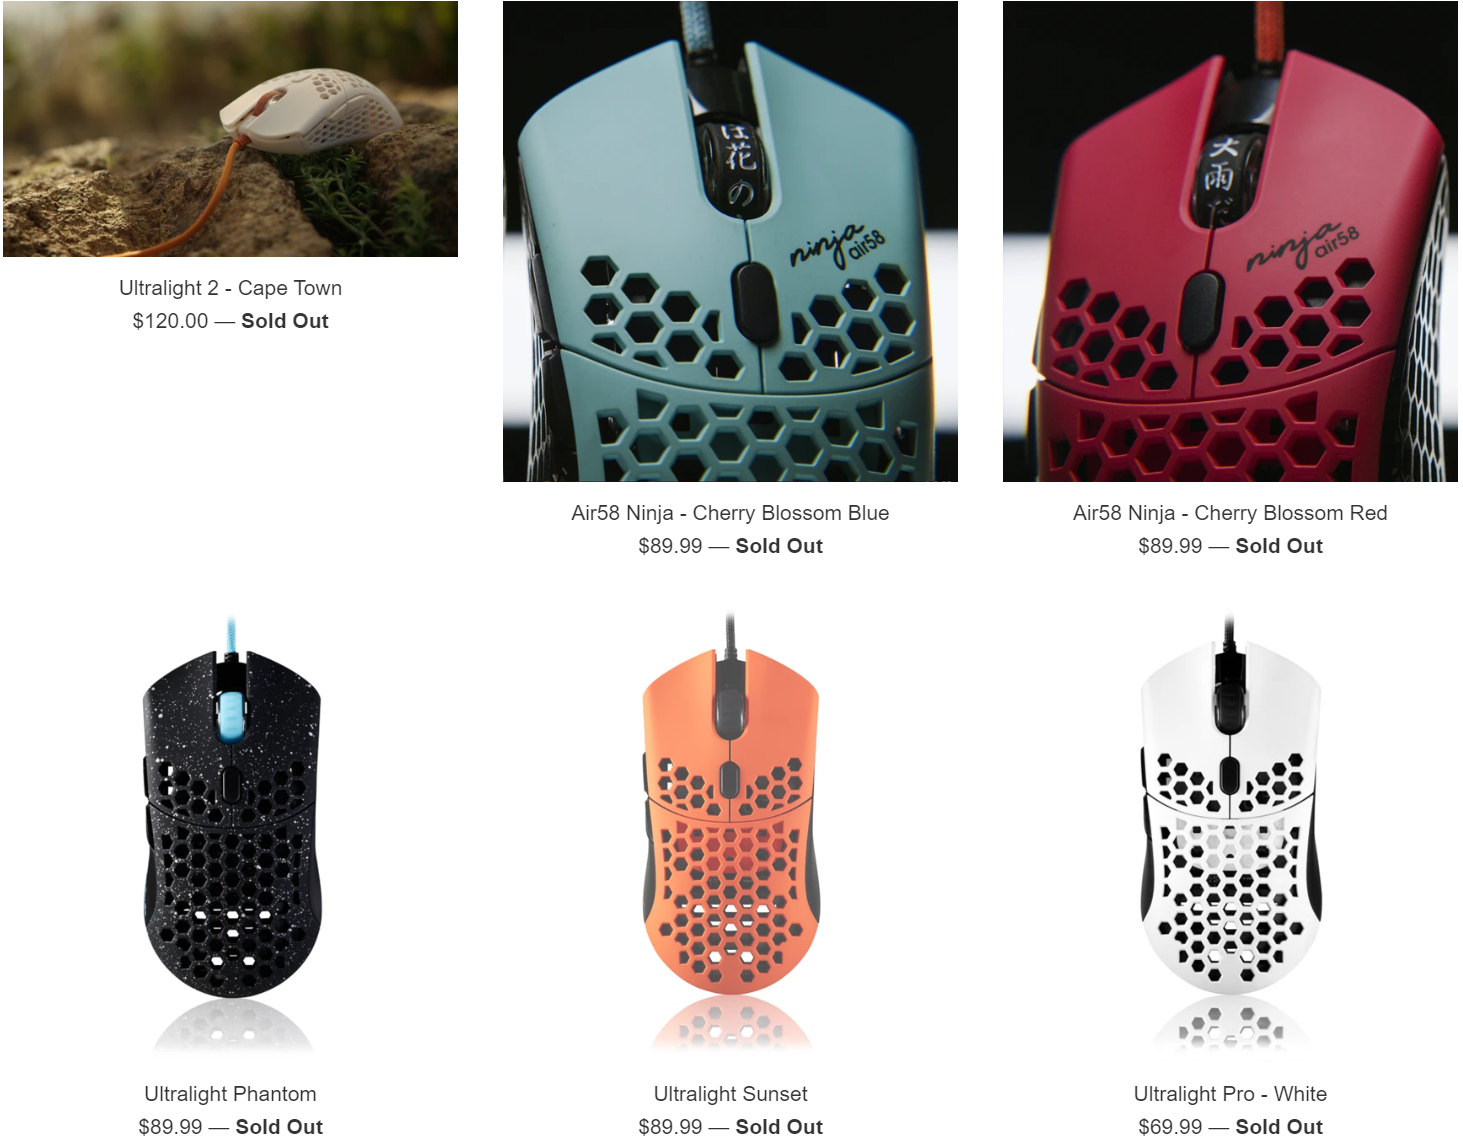 は花の
ninja
air58
大雨だ
ninja
air58
Ultralight 2 - Cape Town
$120.00 — Sold Out
Air58 Ninja - Cherry Blossom Blue
$89.99 — Sold Out
Air58 Ninja - Cherry Blossom Red
$89.99 — Sold Out
Ultralight Phantom
$89.99 — Sold Out
Ultralight Sunset
$89.99 — Sold Out
Ultralight Pro - White
$69.99 — Sold Out